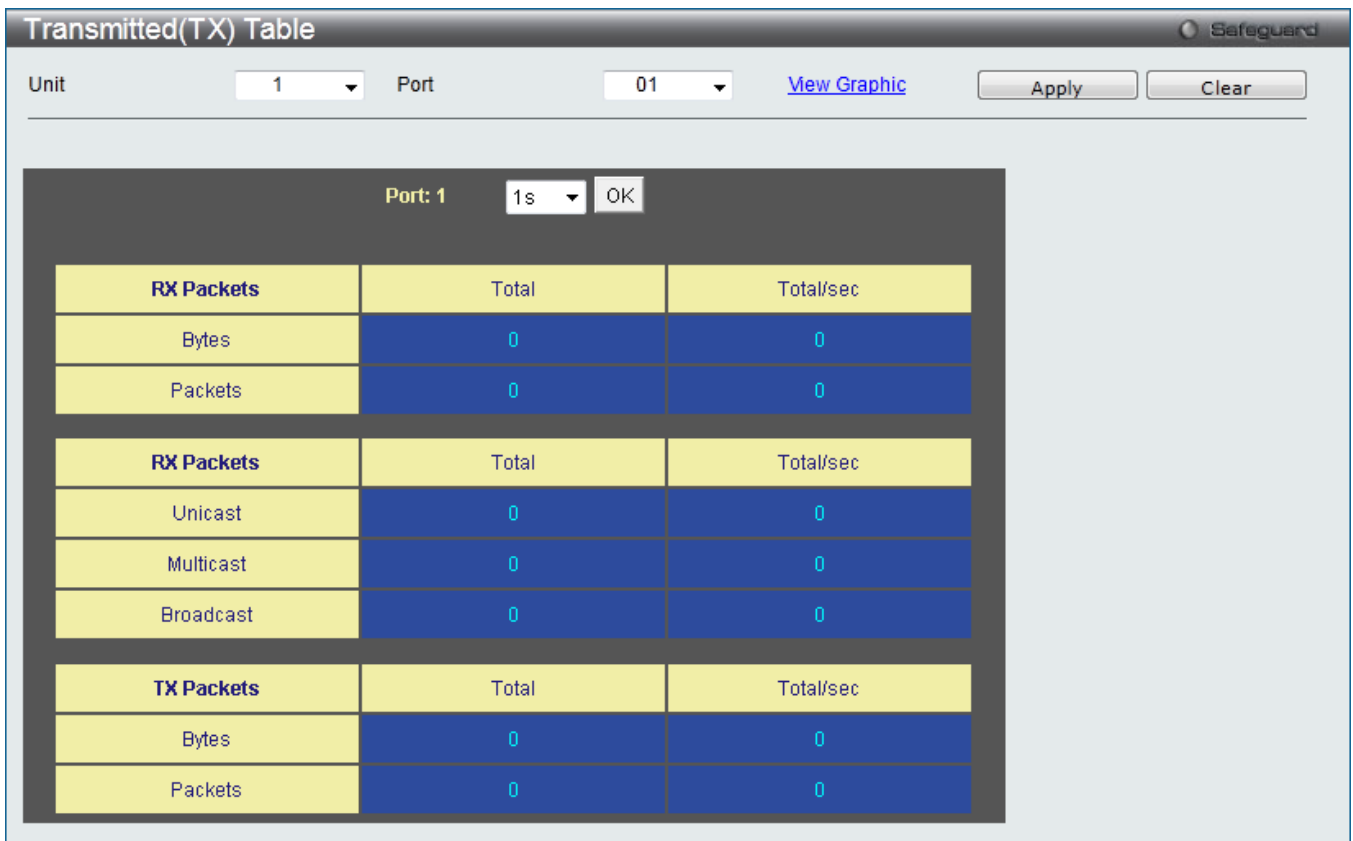 Transmitted(TX) Table Safeguard
Unit 1 Port 01 View Graphic Apply Clear
Port: 1 1s OK
RX Packets Total Total/sec
Bytes 0 0
Packets 0 0
RX Packets Total Total/sec
Unicast 0 0
Multicast 0 0
Broadcast 0 0
TX Packets Total Total/sec
Bytes 0 0
Packets 0 0